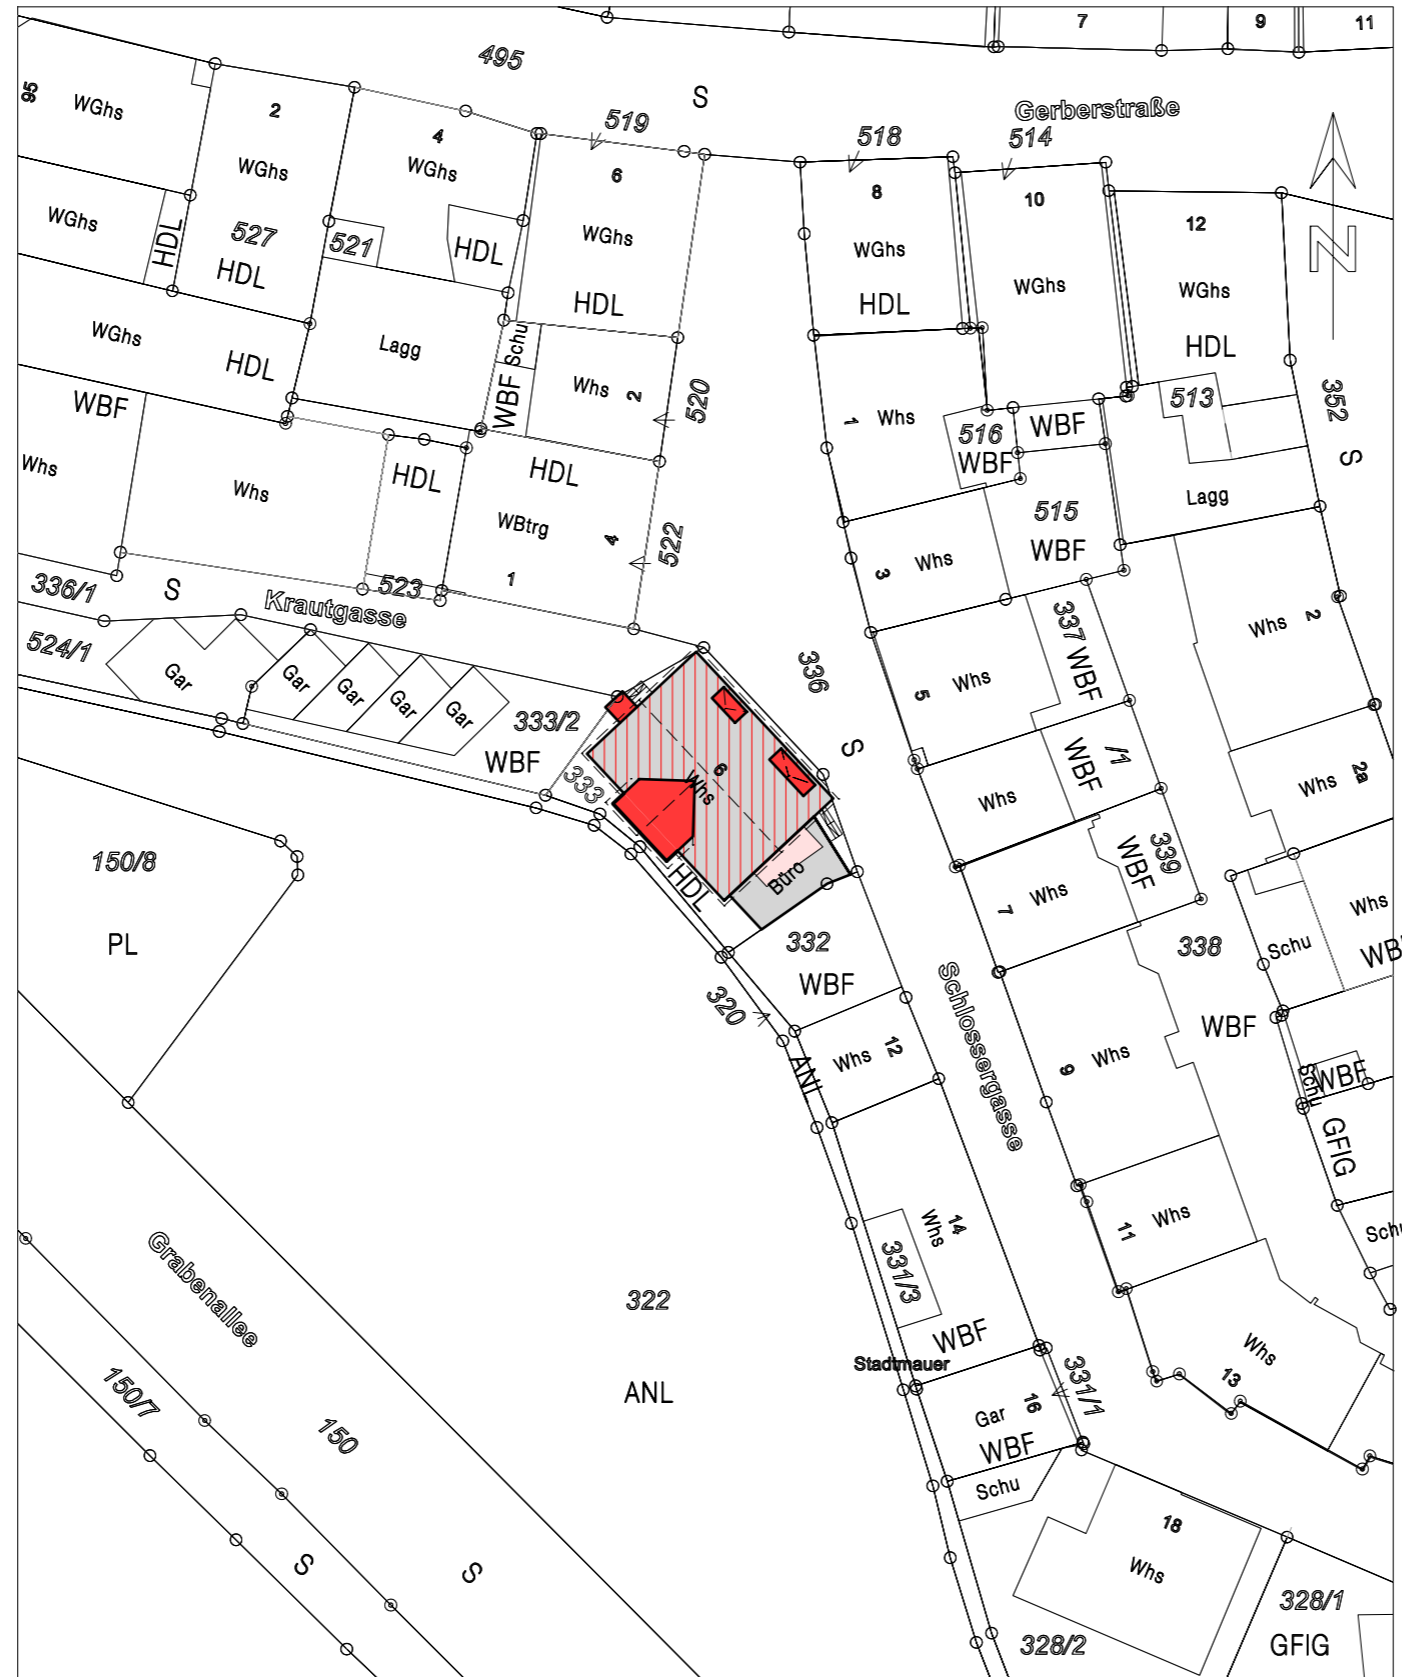 7
9
11
495
S
Gerberstraße
95
WGhs
2
4
519
518
514
WGhs
WGhs
6
8
10
12
WGhs
HDL
527
521
HDL
WGhs
WGhs
WGhs
WGhs
N
HDL
HDL
HDL
HDL
WGhs
Lagg
Schu
352
S
HDL
WBF
WBF
Whs
2
520
1
Whs
516
WBF
WBF
513
Whs
Whs
HDL
HDL
WBtrg
4
522
Lagg
515
WBF
3
Whs
336/1
S
523
1
Krautgasse
524/1
Gar
Gar
Gar
Gar
Gar
336
S
5
Whs
337
WBF
Whs
2
333/2
WBF
333
6
Whs
Whs
WBF
/1
Whs
2a
150/8
PL
HDL
Büro
7
Whs
WBF
339
Whs
332
WBF
338
Schu
WBF
320
Schlossergasse
WBF
ANL
Whs
12
9
Whs
Schu
WBF
GFIG
Grabenallee
Whs
14
11
Whs
Schu
331/3
322
WBF
Stadtmauer
331/1
Whs
13
150/7
150
ANL
Gar
16
WBF
Schu
S
S
18
Whs
328/1
328/2
GFIG